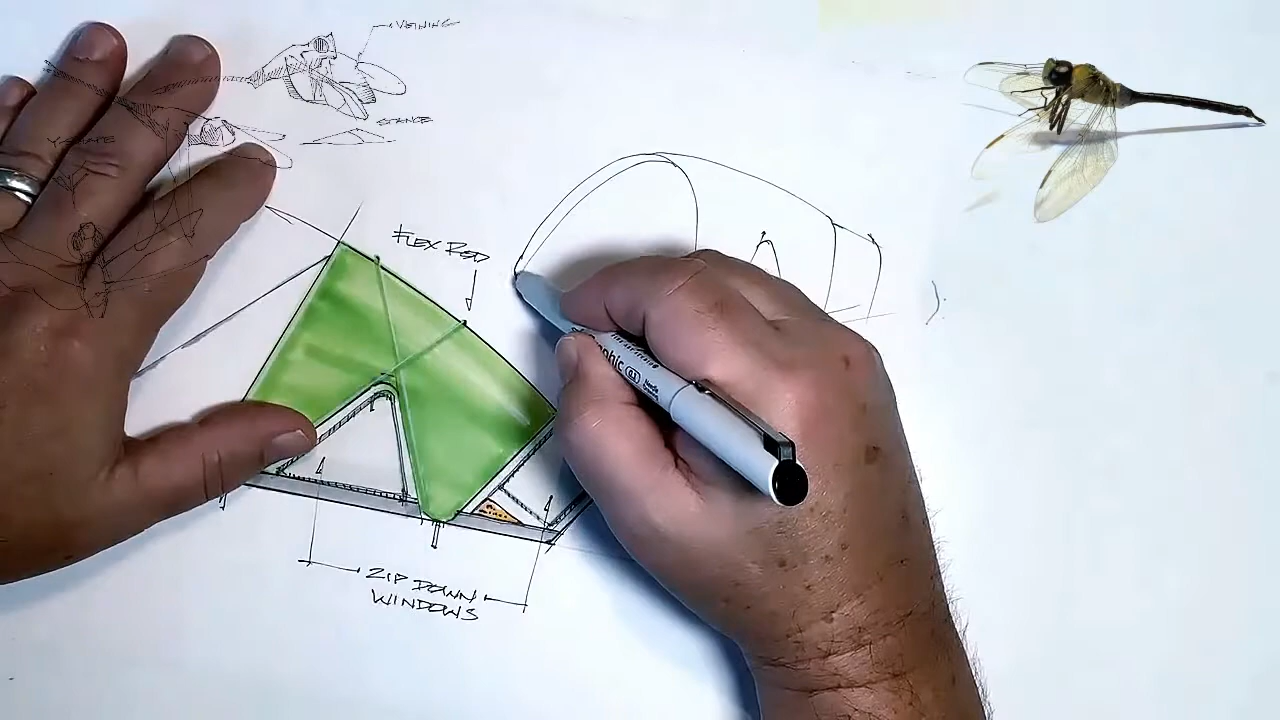 VEINING
STANCE
FLEX ROD
ZIP DOWN
WINDOWS